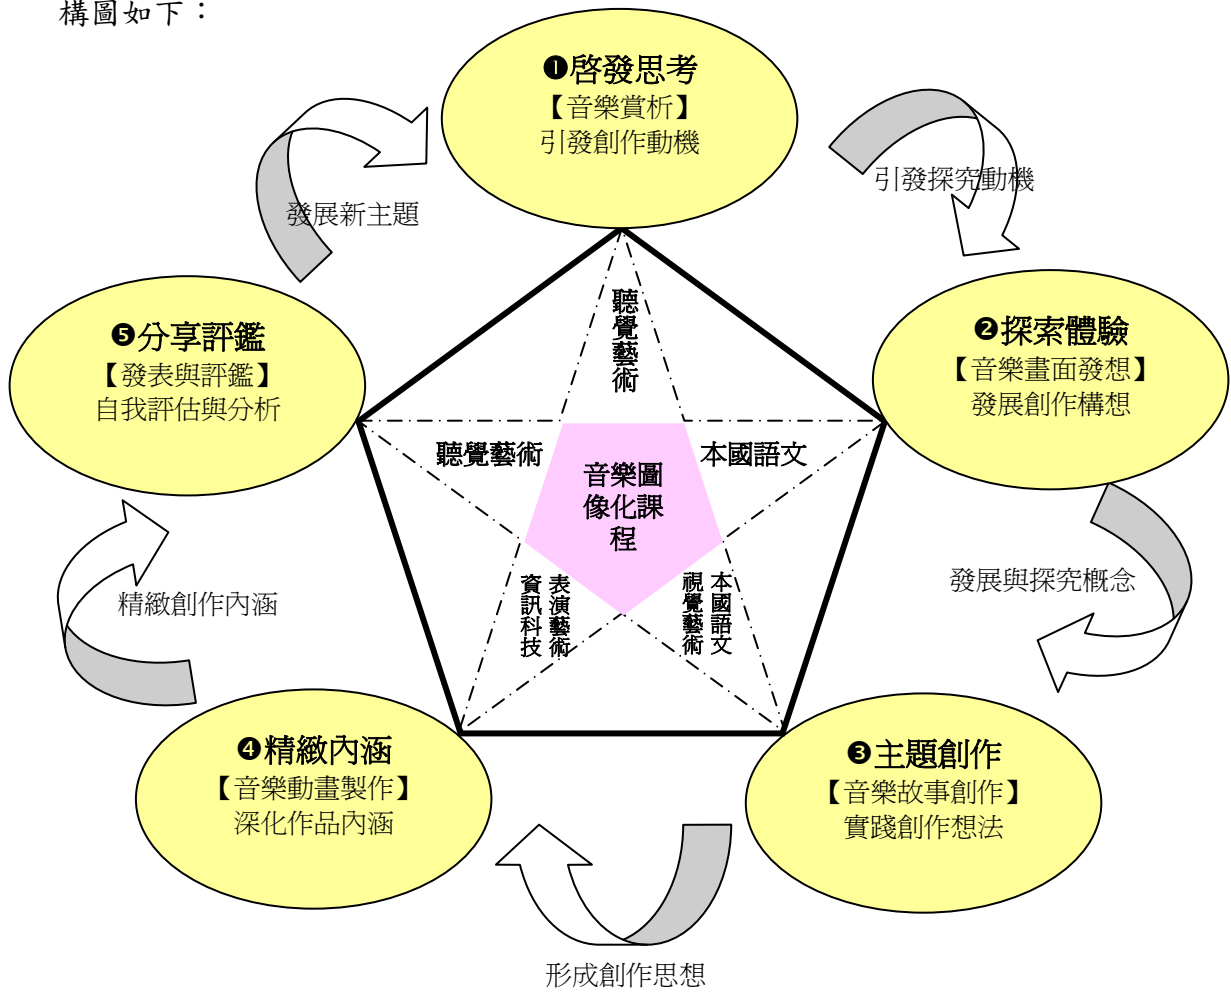 構圖如下：
❶啓發思考
【音樂賞析】
引發創作動機
引發探究動機
❷探索體驗
【音樂畫面發想】
發展創作構想
發展與探究概念
❸主題創作
【音樂故事創作】
實踐創作想法
形成創作思想
❹精緻內涵
【音樂動畫製作】
深化作品內涵
精緻創作內涵
❺分享評鑑
【發表與評鑑】
自我評估與分析
發展新主題
聽覺藝術
本國語文
本國語文
視覺藝術
表演藝術
資訊科技
聽覺藝術
音樂圖
像化課
程